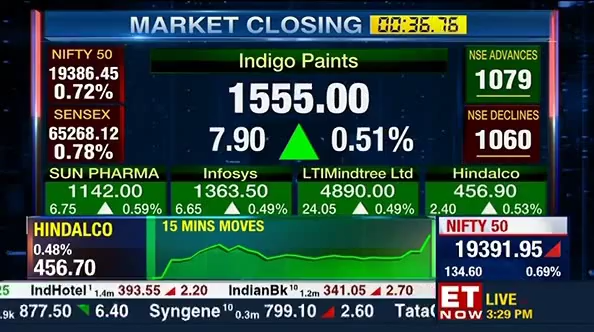 MARKET CLOSING 00:36.76
NIFTY 50
19386.45
0.72%
SENSEX
65268.12
0.78%
Indigo Paints
1555.00
7.90 0.51%
NSE ADVANCES
1079
NSE DECLINES
1060
SUN PHARMA
1142.00
6.75 0.59%
Infosys
1363.50
6.65 0.49%
LTIMindtree Ltd
4890.00
24.05 0.49%
Hindalco
456.90
2.40 0.53%
HINDALCO
0.48%
456.70
15 MINS MOVES
NIFTY 50
19391.95
134.60 0.69%
25 IndHotel 1.4m 393.55 2.20 IndianBk 10 1.2m 341.05 2.70
.9k 877.50 6.40 Syngene 10 0.3m 799.10 2.60 TataC
ET NOW
LIVE
3:29 PM